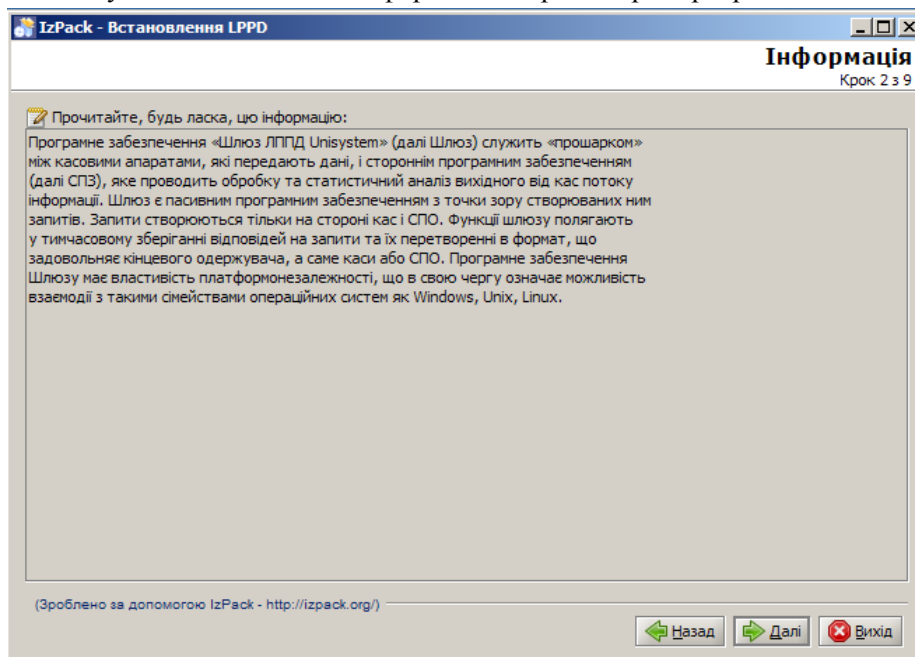 IzPack - Встановлення LPPD
Інформація
Крок 2 з 9
Прочитайте, будь ласка, цю інформацію:
Програмне забезпечення «Шлюз ЛППД Unisystem» (далі Шлюз) служить «прошарком»
між касовими апаратами, які передають дані, і стороннім програмним забезпеченням
(далі СПЗ), яке проводить обробку та статистичний аналіз вихідного від кас потоку
інформації. Шлюз є пасивним програмним забезпеченням з точки зору створюваних ним
запитів. Запити створюються тільки на стороні кас і СПО. Функції шлюзу полягають
у тимчасовому зберіганні відповідей на запити та їх перетворенні в формат, що
задовольняє кінцевого одержувача, а саме каси або СПО. Програмне забезпечення
Шлюзу має властивість платформонезалежності, що в свою чергу означає можливість
взаємодії з такими сімействами операційних систем як Windows, Unix, Linux.
(Зроблено за допомогою IzPack - http://izpack.org/)
Назад Далі Вихід